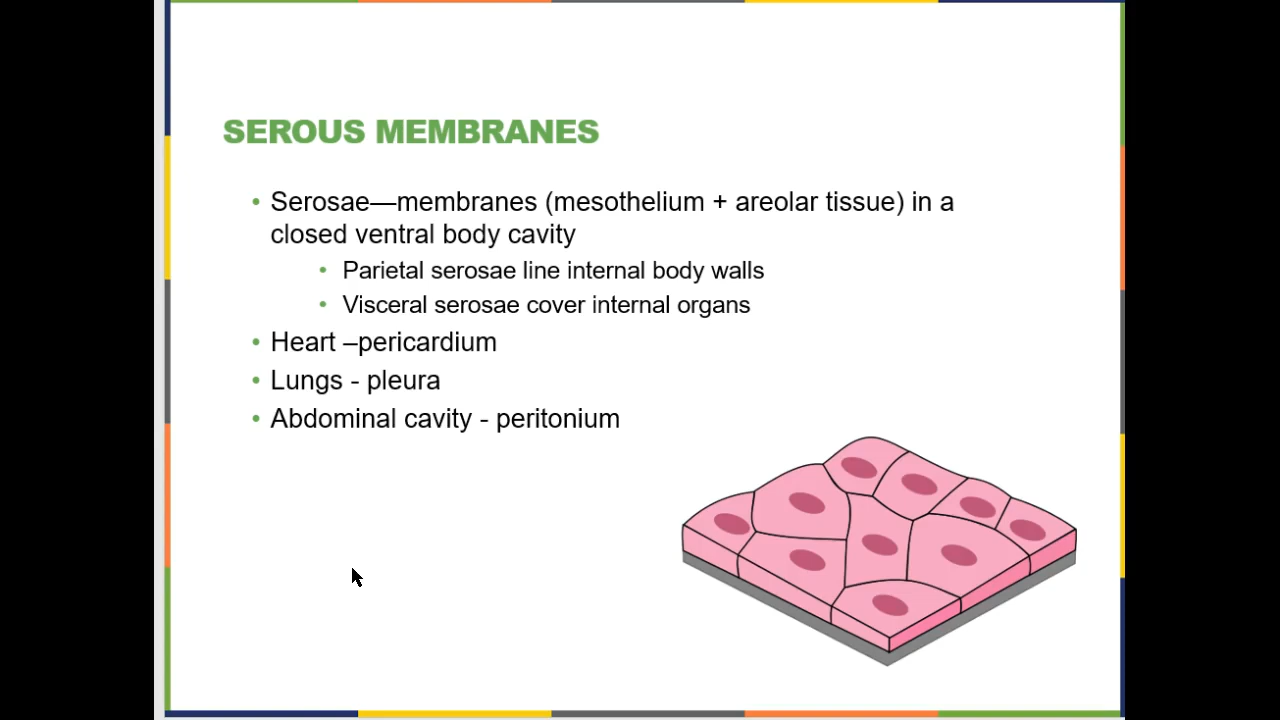 SEROUS MEMBRANES
• Serosae—membranes (mesothelium + areolar tissue) in a
closed ventral body cavity
• Parietal serosae line internal body walls
• Visceral serosae cover internal organs
• Heart –pericardium
• Lungs - pleura
• Abdominal cavity - peritonium